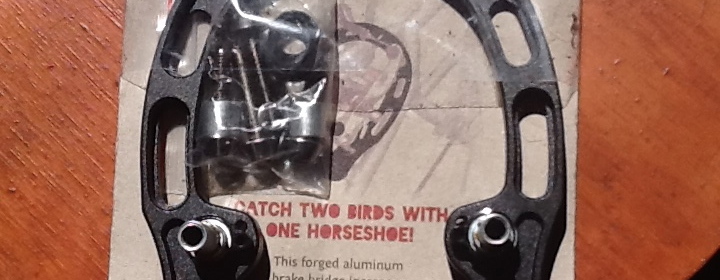 CATCH TWO BIRDS WITH
ONE HORSESHOE!
This forged aluminum
brake bridge